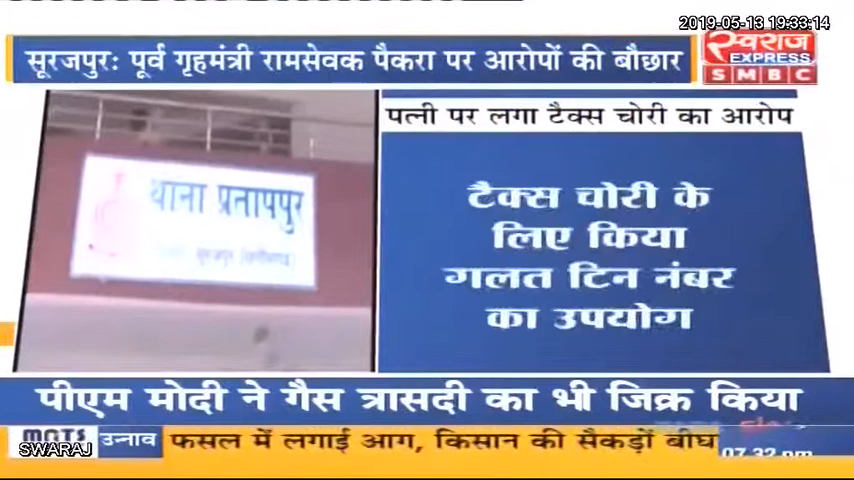 2019-05-13 19:33:14
सूरजपुर: पूर्व गृहमंत्री रामसेवक पैकरा पर आरोपों की बौछार
स्वराज
EXPRESS
SMBC
पत्नी पर लगा टैक्स चोरी का आरोप
थाना प्रतापपुर
टैक्स चोरी के
लिए किया
गलत टिन नंबर
का उपयोग
पीएम मोदी ने गैस त्रासदी का भी जिक्र किया
SWARAJ
उन्नाव
फसल में लगाई आग, किसान की सैकड़ों बीघ
07:32 pm